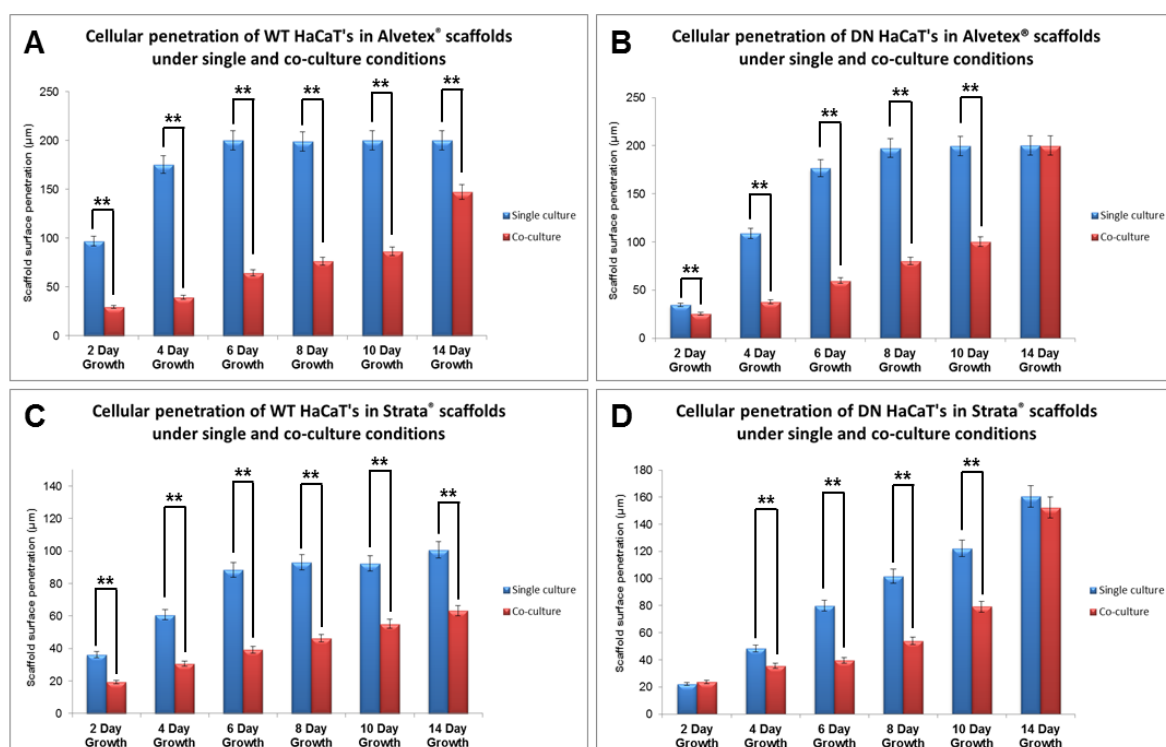 A
Cellular penetration of WT HaCaT's in Alvetex® scaffolds
under single and co-culture conditions
Scaffold surface penetration (µm)
250
200
150
100
50
0
**
**
**
**
**
**
2 Day Growth
4 Day Growth
6 Day Growth
8 Day Growth
10 Day Growth
14 Day Growth
Single culture
Co-culture
B
Cellular penetration of DN HaCaT's in Alvetex® scaffolds
under single and co-culture conditions
Scaffold surface penetration (µm)
250
200
150
100
50
0
**
**
**
**
**
2 Day Growth
4 Day Growth
6 Day Growth
8 Day Growth
10 Day Growth
14 Day Growth
Single culture
Co-culture
C
Cellular penetration of WT HaCaT's in Strata® scaffolds
under single and co-culture conditions
Scaffold surface penetration (µm)
140
120
100
80
60
40
20
0
**
**
**
**
**
**
2 Day Growth
4 Day Growth
6 Day Growth
8 Day Growth
10 Day Growth
14 Day Growth
Single culture
Co-culture
D
Cellular penetration of DN HaCaT's in Strata® scaffolds
under single and co-culture conditions
Scaffold surface penetration (µm)
180
160
140
120
100
80
60
40
20
0
**
**
**
**
2 Day Growth
4 Day Growth
6 Day Growth
8 Day Growth
10 Day Growth
14 Day Growth
Single culture
Co-culture